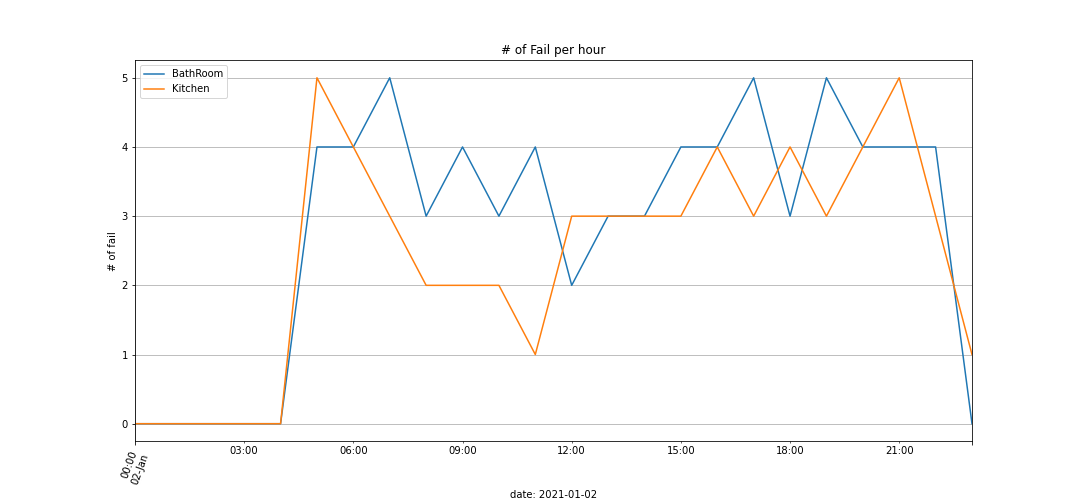 # of Fail per hour
BathRoom
Kitchen
# of fail
5
4
3
2
1
0
00:00
02-Jan
03:00
06:00
09:00
12:00
15:00
18:00
21:00
date: 2021-01-02